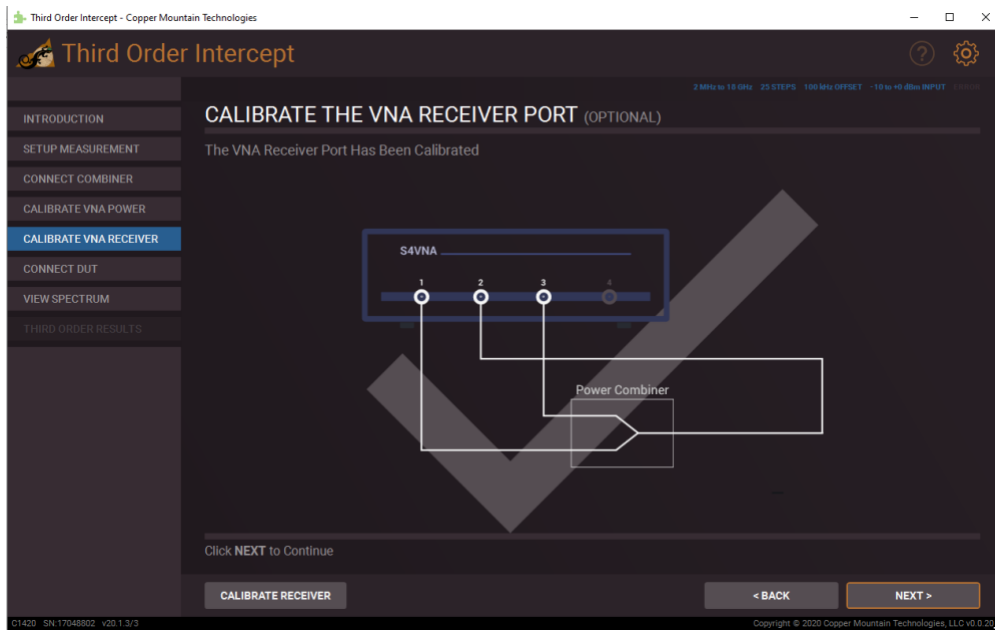 Third Order Intercept - Copper Mountain Technologies
Third Order Intercept
?
2 MHz to 18 GHz 25 STEPS 100 kHz OFFSET -10 to +0 dBm INPUT
INTRODUCTION
SETUP MEASUREMENT
CONNECT COMBINER
CALIBRATE VNA POWER
CALIBRATE VNA RECEIVER
CONNECT DUT
VIEW SPECTRUM
THIRD ORDER RESULTS
CALIBRATE THE VNA RECEIVER PORT (OPTIONAL)
The VNA Receiver Port Has Been Calibrated
S4VNA
1 2 3 4
Power Combiner
Click NEXT to Continue
CALIBRATE RECEIVER
< BACK
NEXT >
C1420 SN:17048802 v20.1.3/3
Copyright © 2020 Copper Mountain Technologies, LLC v0.0.20